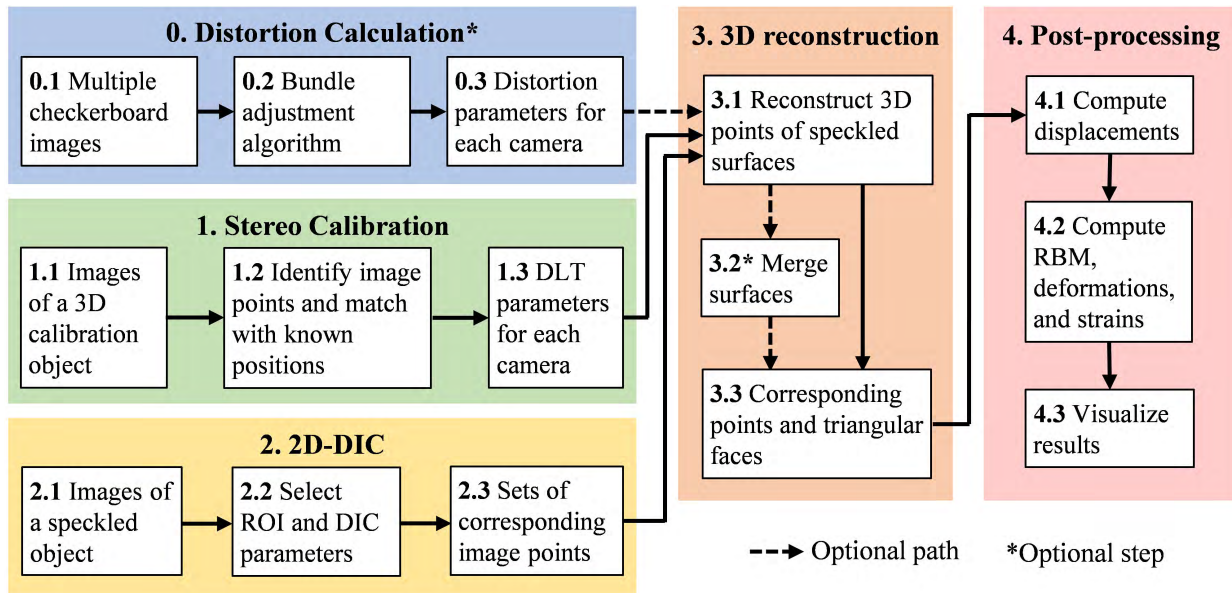 0. Distortion Calculation*
0.1 Multiple
checkerboard
images
0.2 Bundle
adjustment
algorithm
0.3 Distortion
parameters for
each camera
1. Stereo Calibration
1.1 Images
of a 3D
calibration
object
1.2 Identify image
points and match
with known
positions
1.3 DLT
parameters
for each
camera
2. 2D-DIC
2.1 Images of
a speckled
object
2.2 Select
ROI and DIC
parameters
2.3 Sets of
corresponding
image points
3. 3D reconstruction
3.1 Reconstruct 3D
points of speckled
surfaces
3.2* Merge
surfaces
3.3 Corresponding
points and triangular
faces
4. Post-processing
4.1 Compute
displacements
4.2 Compute
RBM,
deformations,
and strains
4.3 Visualize
results
Optional path
*Optional step